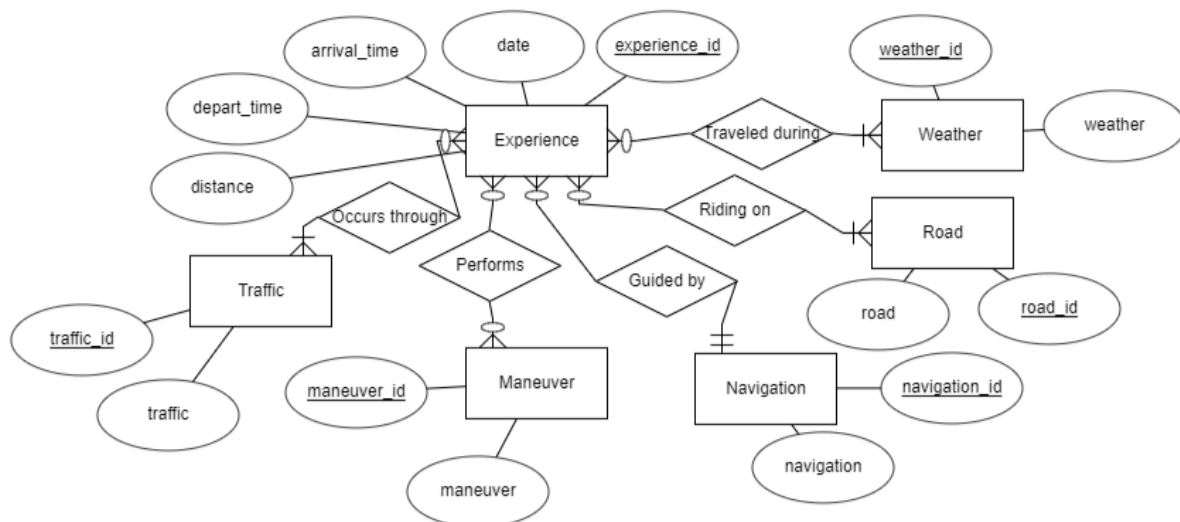 arrival_time
date
experience_id
weather_id
depart_time
Experience
Traveled during
Weather
weather
distance
Occurs through
Riding on
Road
Performs
Guided by
Traffic
road
road_id
traffic_id
maneuver_id
Maneuver
Navigation
navigation_id
traffic
maneuver
navigation